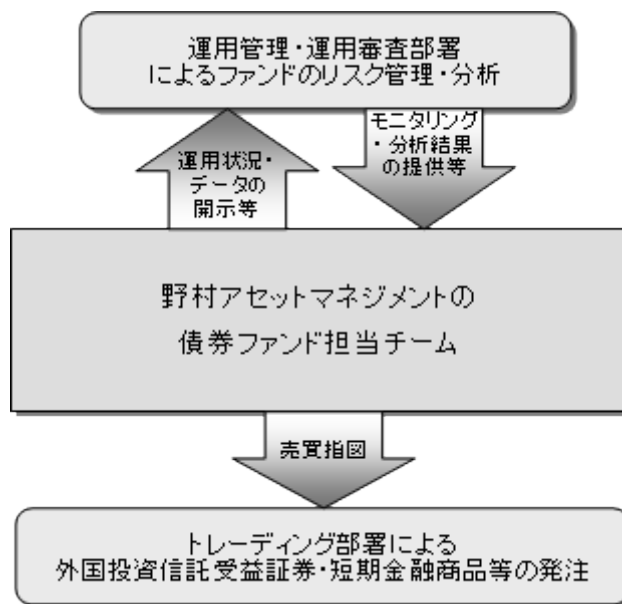 運用管理・運用審査部署
によるファンドのリスク管理・分析
運用状況・
データの
開示等
モニタリング
・分析結果
の提供等
野村アセットマネジメントの
債券ファンド担当チーム
売買指図
トレーディング部署による
外国投資信託受益証券・短期金融商品等の発注